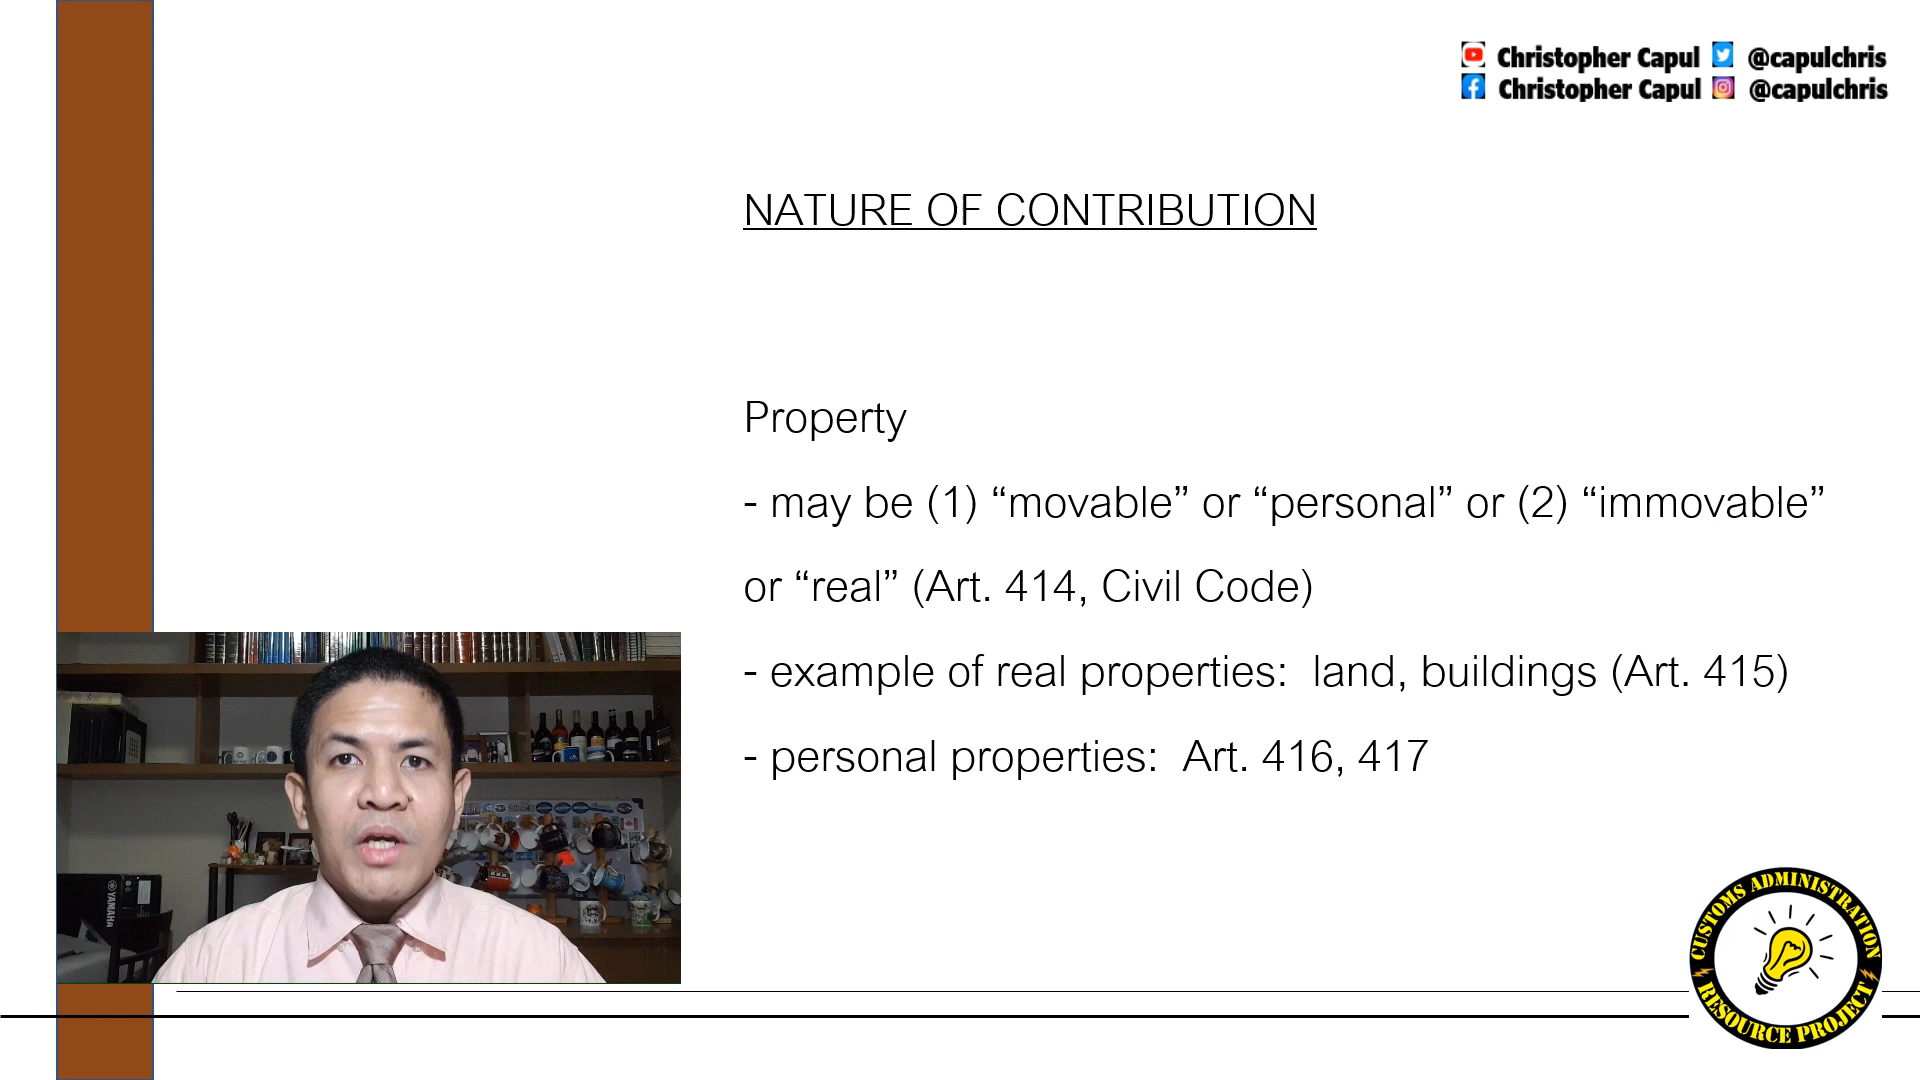 Christopher Capul @capulchris
Christopher Capul @capulchris
NATURE OF CONTRIBUTION
Property
- may be (1) “movable” or “personal” or (2) “immovable”
or “real” (Art. 414, Civil Code)
- example of real properties:  land, buildings (Art. 415)
- personal properties:  Art. 416, 417
YAMAHA
CUSTOMS ADMINISTRATION
RESOURCE PROJECT